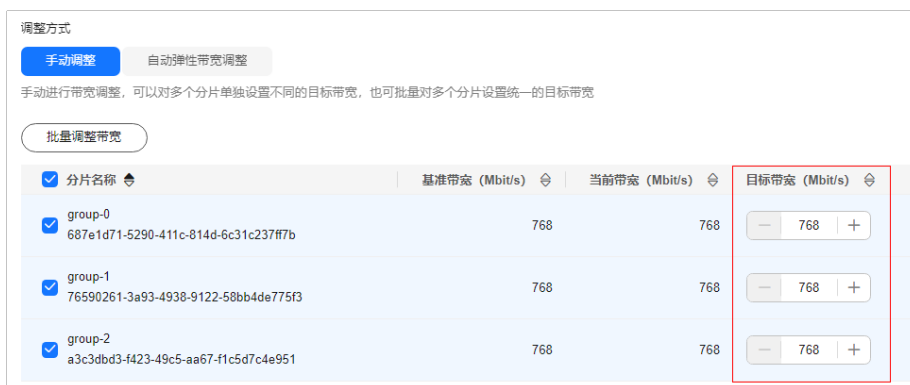 调整方式
手动调整 自动弹性带宽调整
手动进行带宽调整，可以对多个分片单独设置不同的目标带宽，也可批量对多个分片设置统一的目标带宽
批量调整带宽
分片名称 基准带宽 (Mbit/s) 当前带宽 (Mbit/s) 目标带宽 (Mbit/s)
group-0
687e1d71-5290-411c-814d-6c31c237ff7b 768 768 — 768 +
group-1
76590261-3a93-4938-9122-58bb4de775f3 768 768 — 768 +
group-2
a3c3dbd3-f423-49c5-aa67-f1c5d7c4e951 768 768 — 768 +